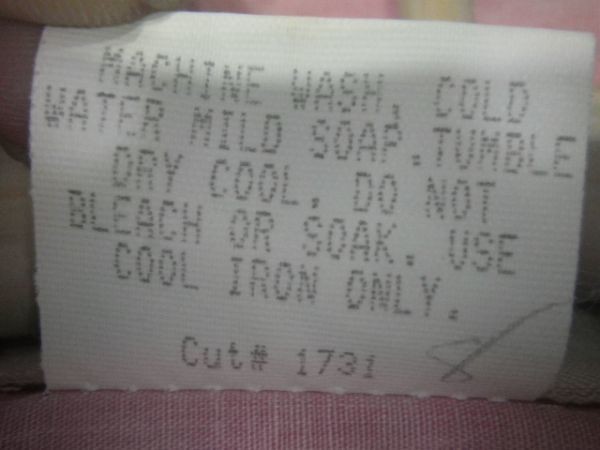 MACHINE WASH, COLD
WATER MILD SOAP.TUMBLE
DRY COOL, DO NOT
BLEACH OR SOAK. USE
COOL IRON ONLY.
Cut# 1731 8